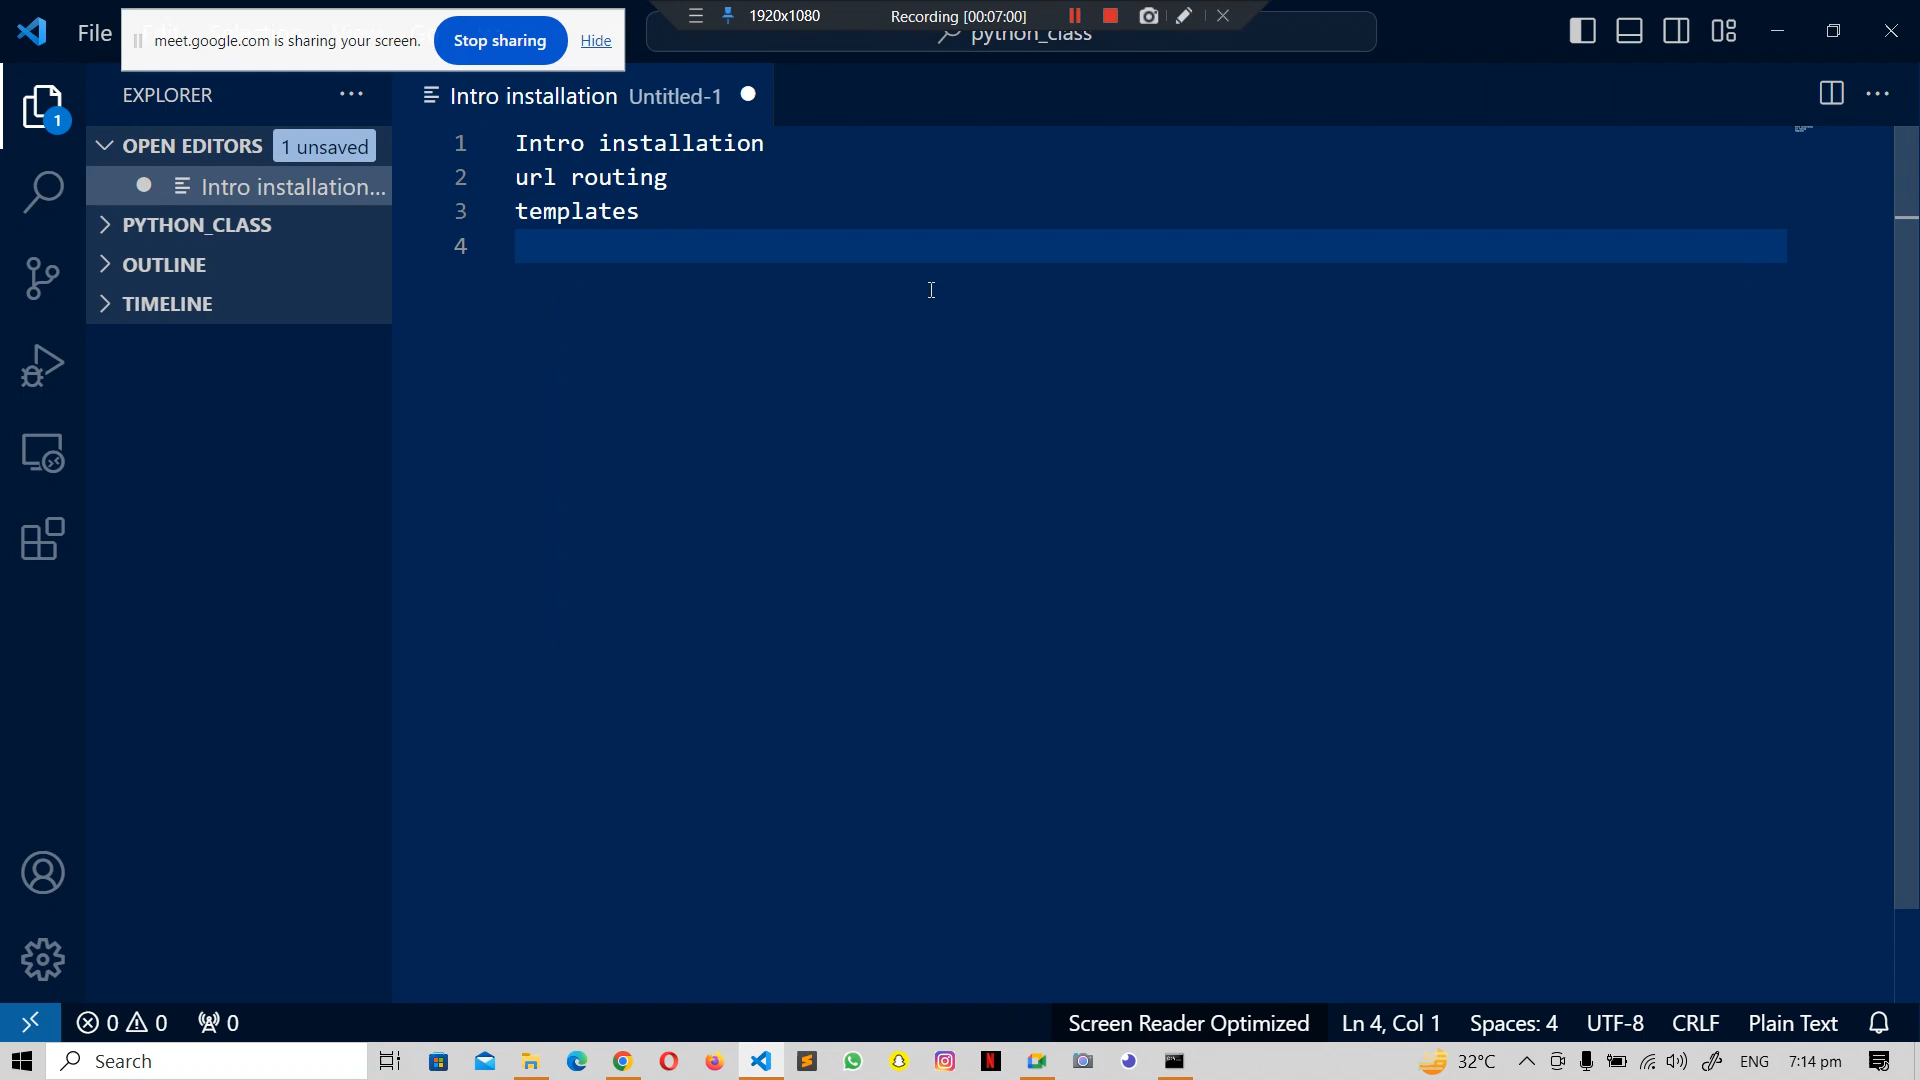 1920x1080
Recording [00:07:00]
File
meet.google.com is sharing your screen.
Stop sharing
Hide
python_class
EXPLORER
Intro installation Untitled-1
1
OPEN EDITORS
1 unsaved
Intro installation...
PYTHON_CLASS
OUTLINE
TIMELINE
1 Intro installation
2 url routing
3 templates
4
0 0 0
Screen Reader Optimized
Ln 4, Col 1
Spaces: 4
UTF-8
CRLF
Plain Text
Search
32°C
ENG
7:14 pm